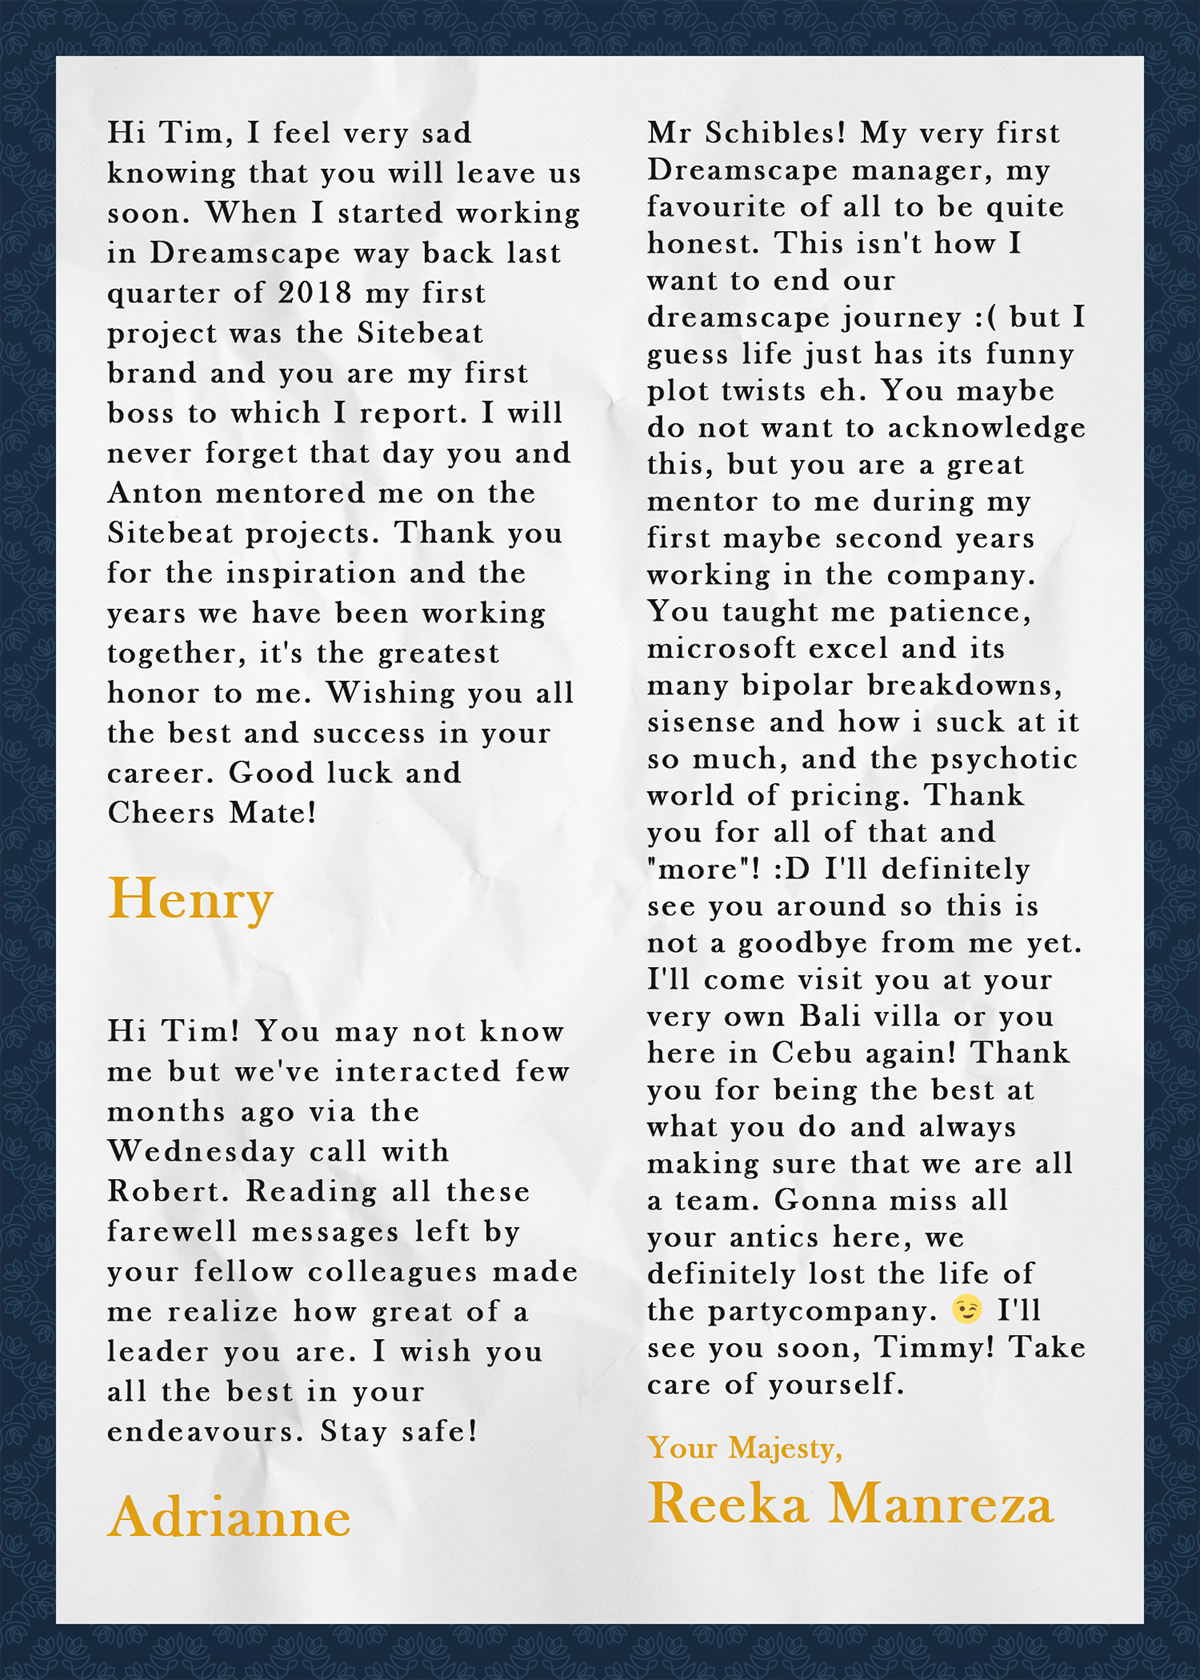 Hi Tim, I feel very sad
knowing that you will leave us
soon. When I started working
in Dreamscape way back last
quarter of 2018 my first
project was the Sitebeat
brand and you are my first
boss to which I report. I will
never forget that day you and
Anton mentored me on the
Sitebeat projects. Thank you
for the inspiration and the
years we have been working
together, it's the greatest
honor to me. Wishing you all
the best and success in your
career. Good luck and
Cheers Mate!
Henry
Hi Tim! You may not know
me but we've interacted few
months ago via the
Wednesday call with
Robert. Reading all these
farewell messages left by
your fellow colleagues made
me realize how great of a
leader you are. I wish you
all the best in your
endeavours. Stay safe!
Adrianne
Mr Schibles! My very first
Dreamscape manager, my
favourite of all to be quite
honest. This isn't how I
want to end our
dreamscape journey :( but I
guess life just has its funny
plot twists eh. You maybe
do not want to acknowledge
this, but you are a great
mentor to me during my
first maybe second years
working in the company.
You taught me patience,
microsoft excel and its
many bipolar breakdowns,
sisense and how i suck at it
so much, and the psychotic
world of pricing. Thank
you for all of that and
"more"! :D I'll definitely
see you around so this is
not a goodbye from me yet.
I'll come visit you at your
very own Bali villa or you
here in Cebu again! Thank
you for being the best at
what you do and always
making sure that we are all
a team. Gonna miss all
your antics here, we
definitely lost the life of
the partycompany. 😉 I'll
see you soon, Timmy! Take
care of yourself.
Your Majesty,
Reeka Manreza